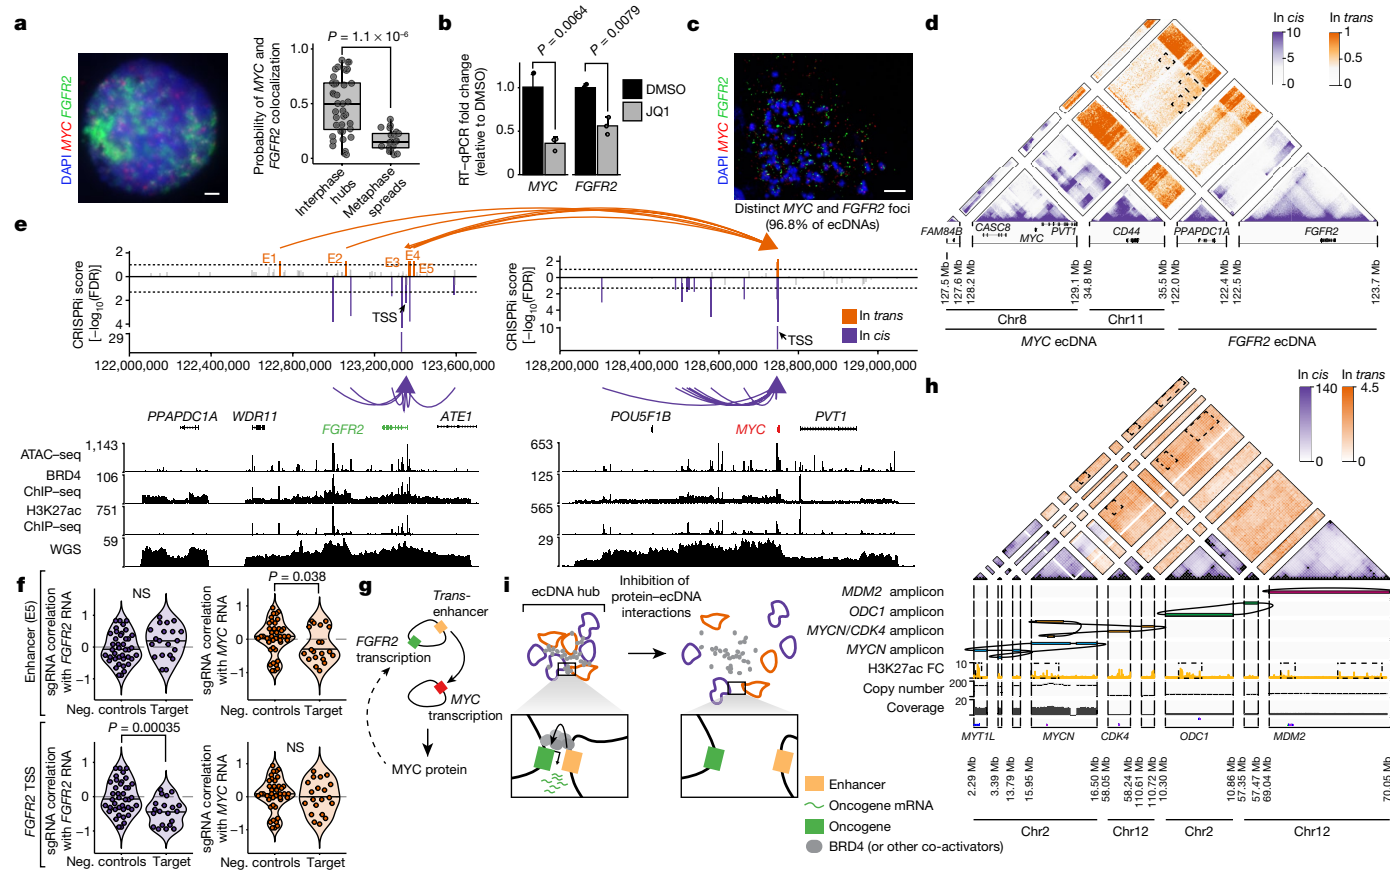 a
DAPI MYC FGFR2
Probability of MYC and
FGFR2 colocalization
1.0
0.5
0
P = 1.1 × 10⁻⁶
Interphase
hubs
Metaphase
spreads
b
RT–qPCR fold change
(relative to DMSO)
1.0
0.5
0
P = 0.0064
P = 0.0079
MYC
FGFR2
DMSO
JQ1
c
DAPI MYC FGFR2
Distinct MYC and FGFR2 foci
(96.8% of ecDNAs)
d
In cis
10
5
0
In trans
1
0.5
0
FAM84B
CASC8
MYC
PVT1
CD44
PPAPDC1A
FGFR2
127.5 Mb
127.6 Mb
128.2 Mb
129.1 Mb
34.8 Mb
35.5 Mb
122.0 Mb
122.4 Mb
122.5 Mb
123.7 Mb
Chr8
Chr11
MYC ecDNA
FGFR2 ecDNA
e
CRISPRi score
[−log10(FDR)]
2
0
2
4
29
E1
E2
E3
E4
E5
TSS
122,000,000
122,400,000
122,800,000
123,200,000
123,600,000
CRISPRi score
[−log10(FDR)]
2
0
2
4
10
TSS
In trans
In cis
128,200,000
128,400,000
128,600,000
128,800,000
129,000,000
PPAPDC1A
WDR11
FGFR2
ATE1
POU5F1B
MYC
PVT1
ATAC–seq
1,143
653
BRD4
ChIP–seq
106
125
H3K27ac
ChIP–seq
751
565
WGS
59
29
f
Enhancer (E5)
sgRNA correlation
with FGFR2 RNA
1
0
−1
NS
Neg. controls
Target
sgRNA correlation
with MYC RNA
1
0
−1
P = 0.038
Neg. controls
Target
FGFR2 TSS
sgRNA correlation
with FGFR2 RNA
1
0
−1
P = 0.00035
Neg. controls
Target
sgRNA correlation
with MYC RNA
1
0
−1
NS
Neg. controls
Target
g
Trans-
enhancer
FGFR2
transcription
MYC
transcription
MYC protein
i
ecDNA hub
Inhibition of
protein–ecDNA
interactions
Enhancer
Oncogene mRNA
Oncogene
BRD4 (or other co-activators)
h
In cis
140
0
In trans
4.5
0
MDM2 amplicon
ODC1 amplicon
MYCN/CDK4 amplicon
MYCN amplicon
H3K27ac FC
10
Copy number
200
Coverage
20
MYT1L
MYCN
CDK4
ODC1
MDM2
2.29 Mb
3.39 Mb
13.79 Mb
15.95 Mb
16.50 Mb
58.05 Mb
58.24 Mb
110.61 Mb
110.72 Mb
10.30 Mb
10.86 Mb
57.35 Mb
57.47 Mb
69.04 Mb
70.05 Mb
Chr2
Chr12
Chr2
Chr12